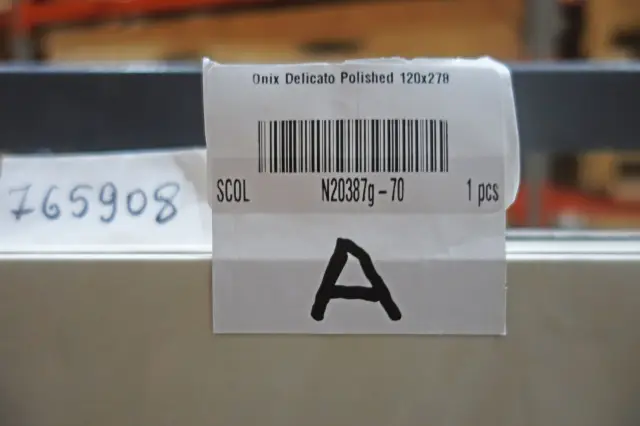 Onix Delicato Polished 120x278
SCOL N20387g-70 1 pcs
765908
A